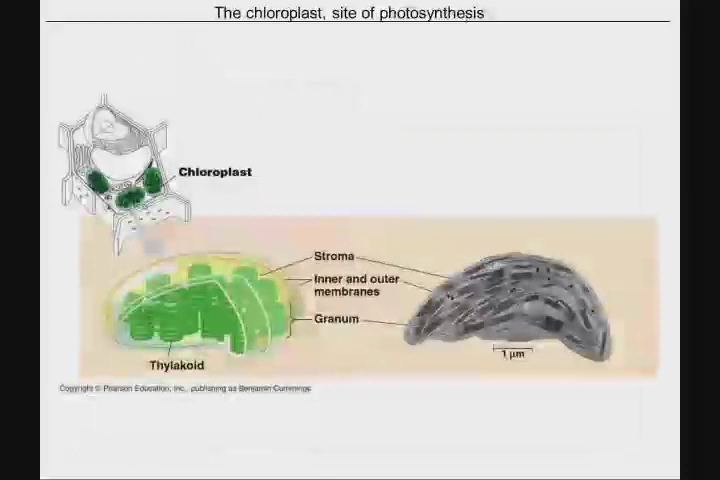 The chloroplast, site of photosynthesis
Chloroplast
Stroma
Inner and outer
membranes
Granum
1 µm
Thylakoid
Copyright © Pearson Education, Inc., publishing as Benjamin Cummings